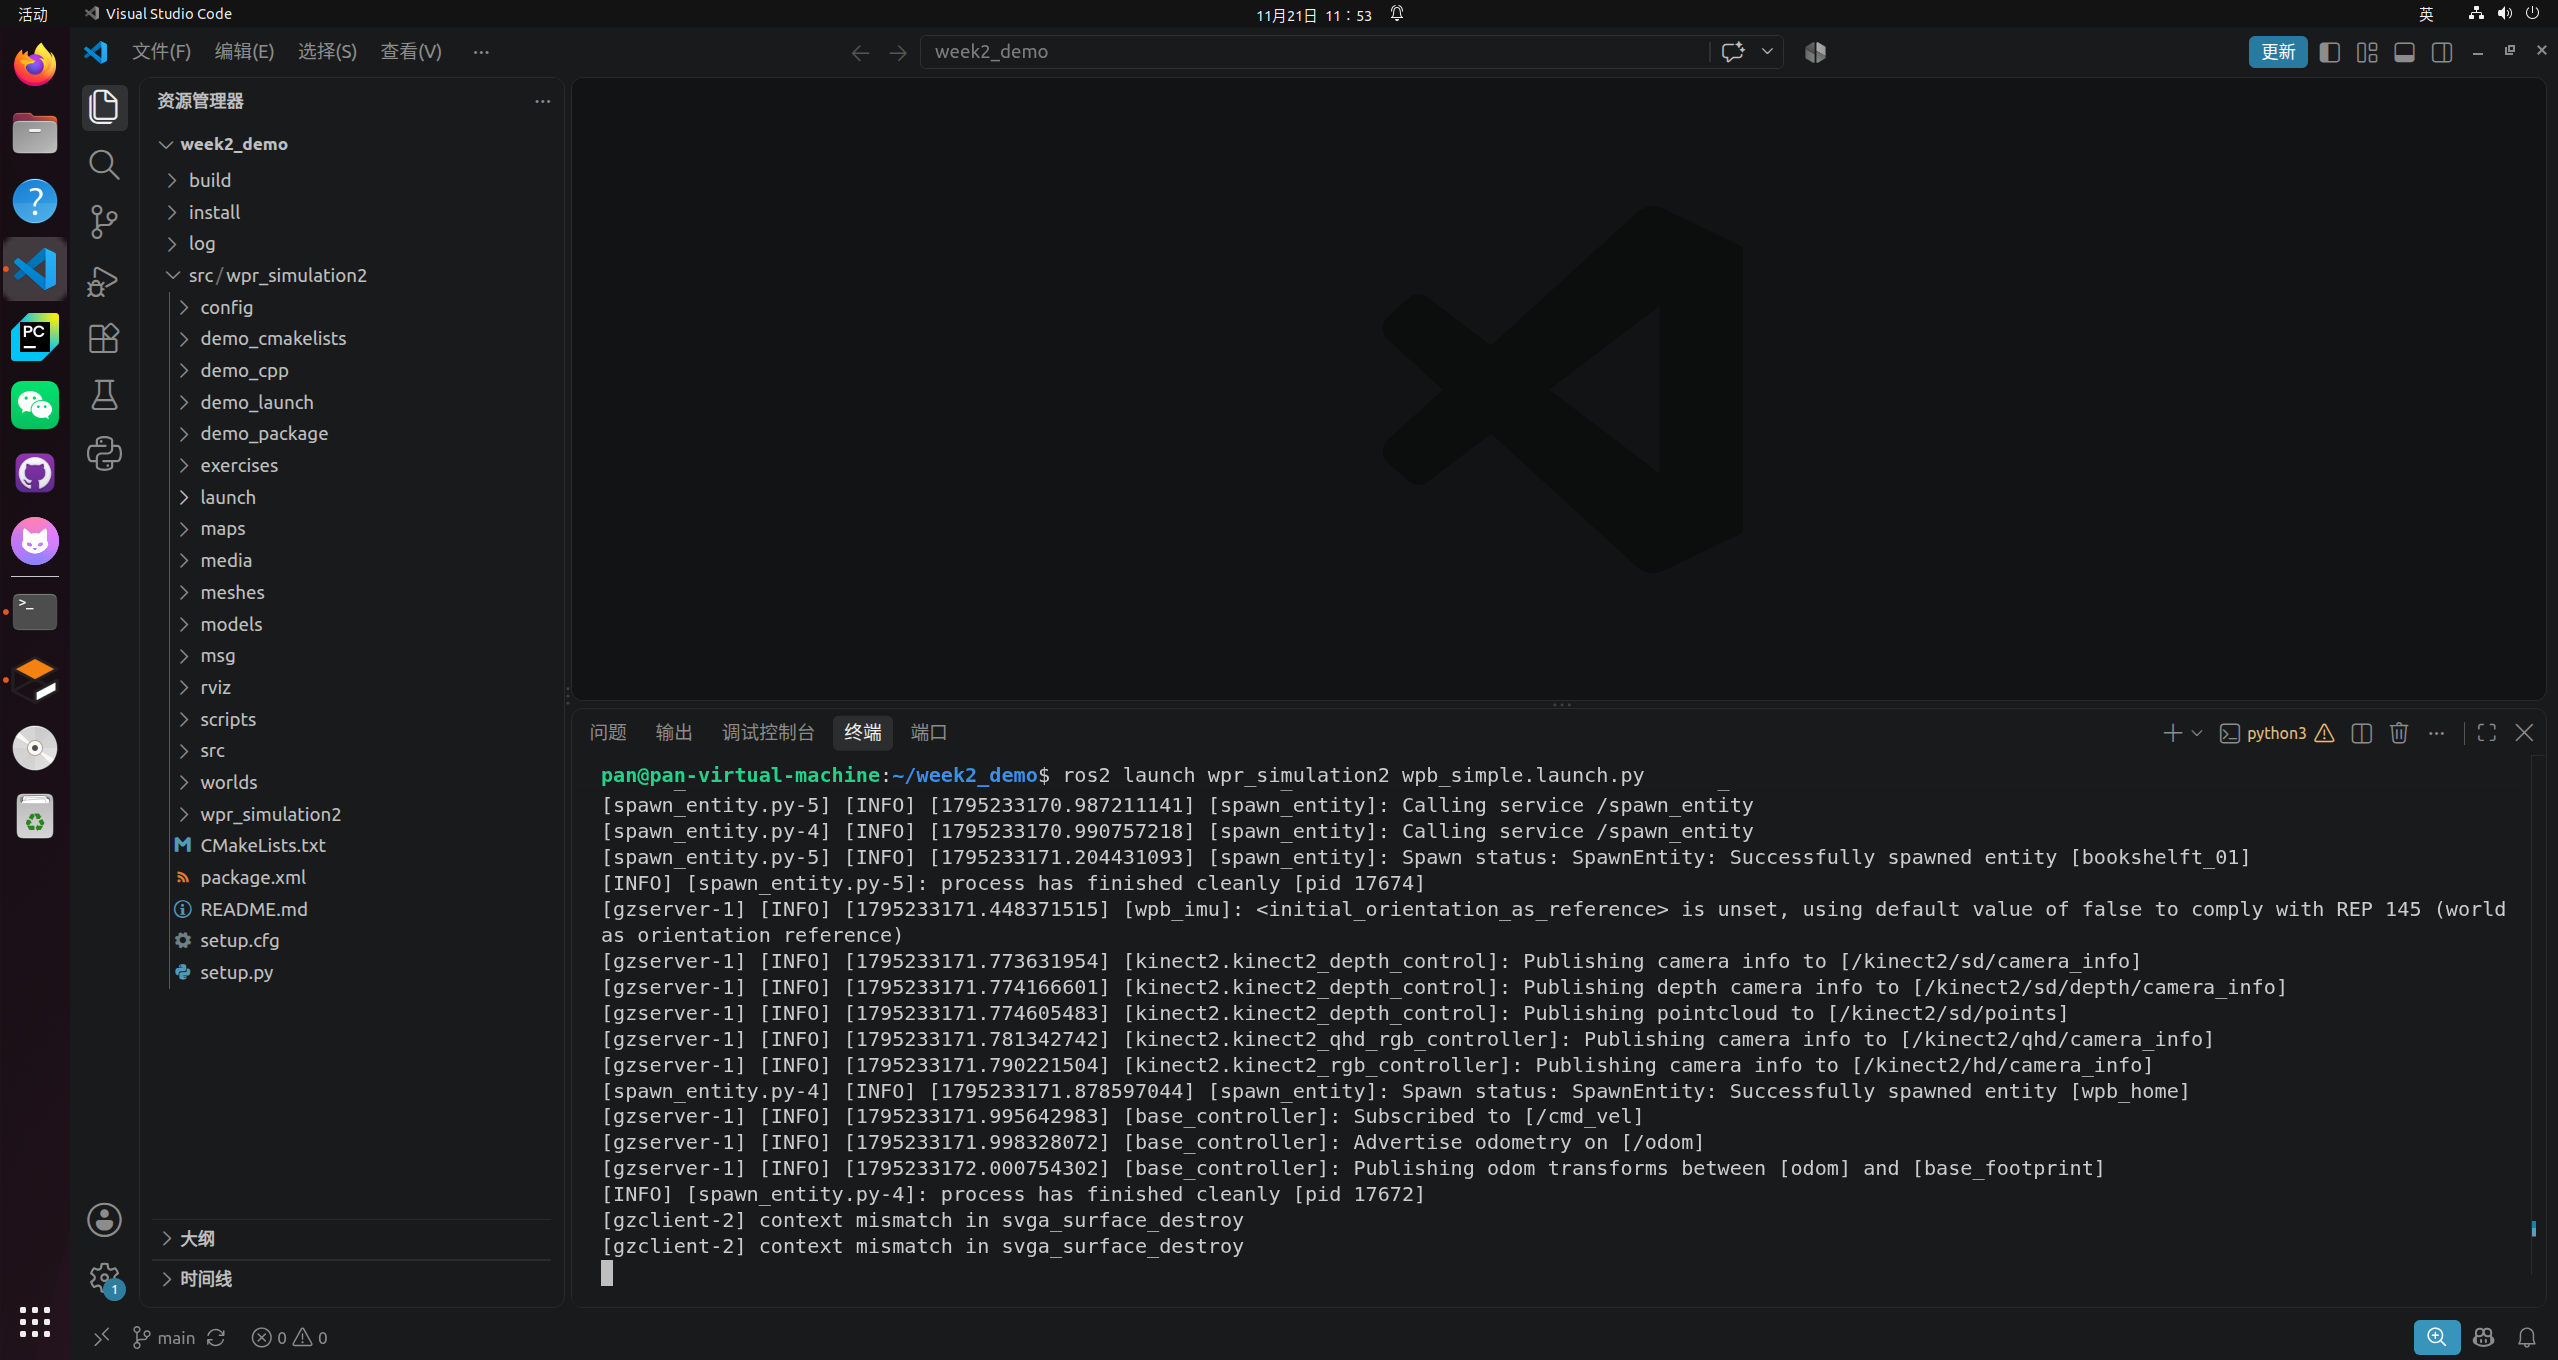 活动
Visual Studio Code
11月21日 11：53
英
文件(F)
编辑(E)
选择(S)
查看(V)
week2_demo
更新
资源管理器
week2_demo
build
install
log
src/wpr_simulation2
config
demo_cmakelists
demo_cpp
demo_launch
demo_package
exercises
launch
maps
media
meshes
models
msg
rviz
scripts
src
worlds
wpr_simulation2
CMakeLists.txt
package.xml
README.md
setup.cfg
setup.py
大纲
时间线
PC
1
问题
输出
调试控制台
终端
端口
python3
pan@pan-virtual-machine:~/week2_demo$ ros2 launch wpr_simulation2 wpb_simple.launch.py
[spawn_entity.py-5] [INFO] [1795233170.987211141] [spawn_entity]: Calling service /spawn_entity
[spawn_entity.py-4] [INFO] [1795233170.990757218] [spawn_entity]: Calling service /spawn_entity
[spawn_entity.py-5] [INFO] [1795233171.204431093] [spawn_entity]: Spawn status: SpawnEntity: Successfully spawned entity [bookshelft_01]
[INFO] [spawn_entity.py-5]: process has finished cleanly [pid 17674]
[gzserver-1] [INFO] [1795233171.448371515] [wpb_imu]: <initial_orientation_as_reference> is unset, using default value of false to comply with REP 145 (world
as orientation reference)
[gzserver-1] [INFO] [1795233171.773631954] [kinect2.kinect2_depth_control]: Publishing camera info to [/kinect2/sd/camera_info]
[gzserver-1] [INFO] [1795233171.774166601] [kinect2.kinect2_depth_control]: Publishing depth camera info to [/kinect2/sd/depth/camera_info]
[gzserver-1] [INFO] [1795233171.774605483] [kinect2.kinect2_depth_control]: Publishing pointcloud to [/kinect2/sd/points]
[gzserver-1] [INFO] [1795233171.781342742] [kinect2.kinect2_qhd_rgb_controller]: Publishing camera info to [/kinect2/qhd/camera_info]
[gzserver-1] [INFO] [1795233171.790221504] [kinect2.kinect2_rgb_controller]: Publishing camera info to [/kinect2/hd/camera_info]
[spawn_entity.py-4] [INFO] [1795233171.878597044] [spawn_entity]: Spawn status: SpawnEntity: Successfully spawned entity [wpb_home]
[gzserver-1] [INFO] [1795233171.995642983] [base_controller]: Subscribed to [/cmd_vel]
[gzserver-1] [INFO] [1795233171.998328072] [base_controller]: Advertise odometry on [/odom]
[gzserver-1] [INFO] [1795233172.000754302] [base_controller]: Publishing odom transforms between [odom] and [base_footprint]
[INFO] [spawn_entity.py-4]: process has finished cleanly [pid 17672]
[gzclient-2] context mismatch in svga_surface_destroy
[gzclient-2] context mismatch in svga_surface_destroy
main
0
0